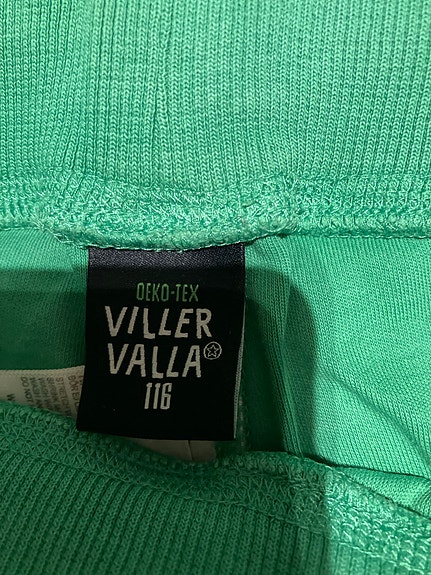 OEKO-TEX
VILLER
VALLA
116